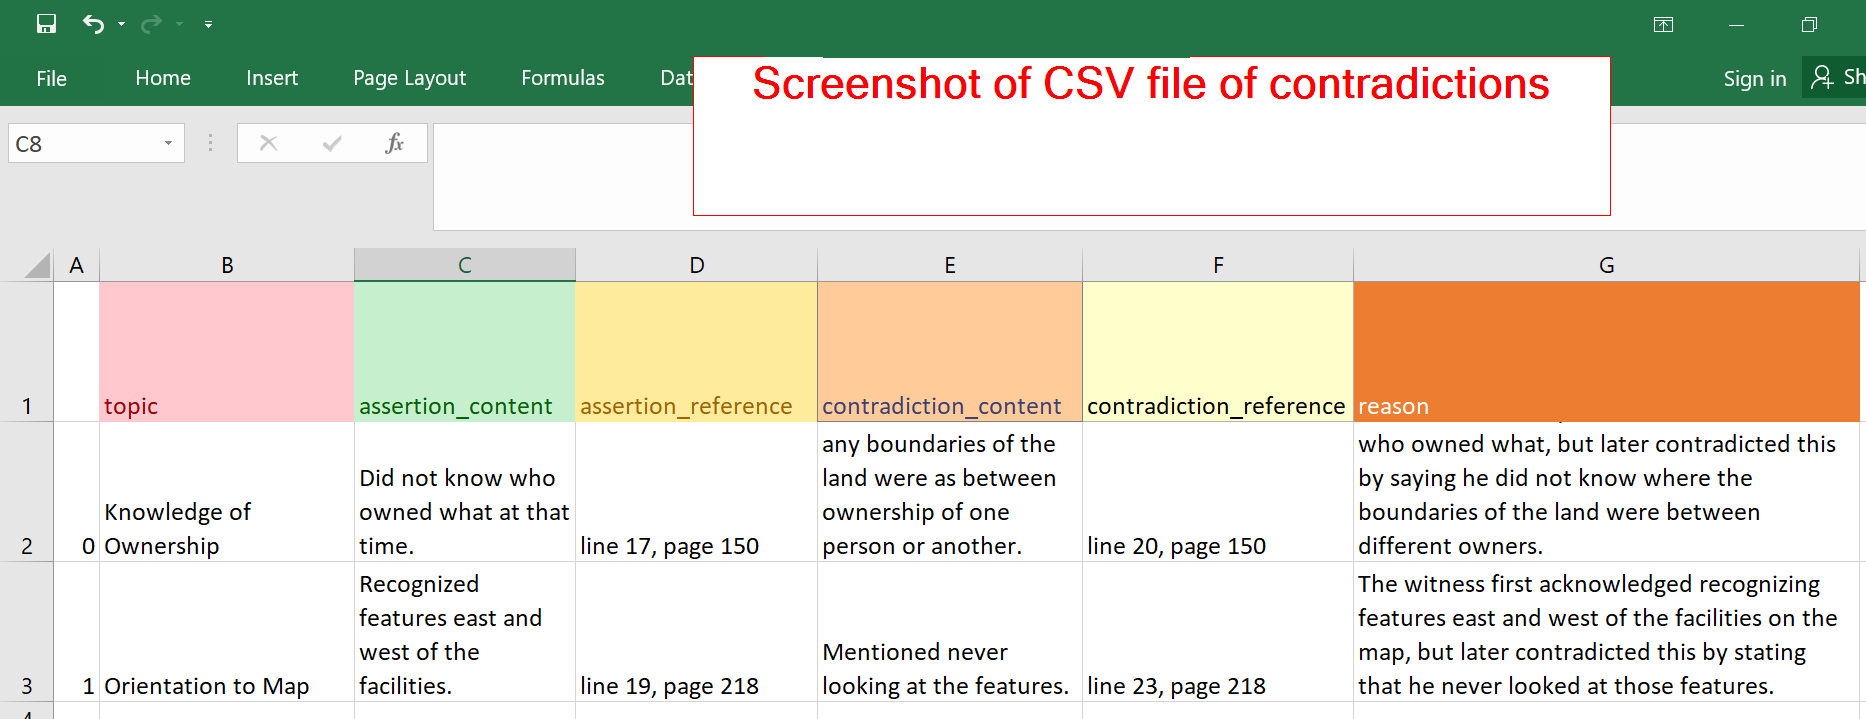 File Home Insert Page Layout Formulas Dat
Screenshot of CSV file of contradictions
Sign in Sh
C8 fx
A B C D E F G
1 topic assertion_content assertion_reference contradiction_content contradiction_reference reason
2
0
Knowledge of
Ownership
Did not know who
owned what at that
time.
line 17, page 150
any boundaries of the
land were as between
ownership of one
person or another.
line 20, page 150
who owned what, but later contradicted this
by saying he did not know where the
boundaries of the land were between
different owners.
3
1
Orientation to Map
Recognized
features east and
west of the
facilities.
line 19, page 218
Mentioned never
looking at the features.
line 23, page 218
The witness first acknowledged recognizing
features east and west of the facilities on the
map, but later contradicted this by stating
that he never looked at those features.